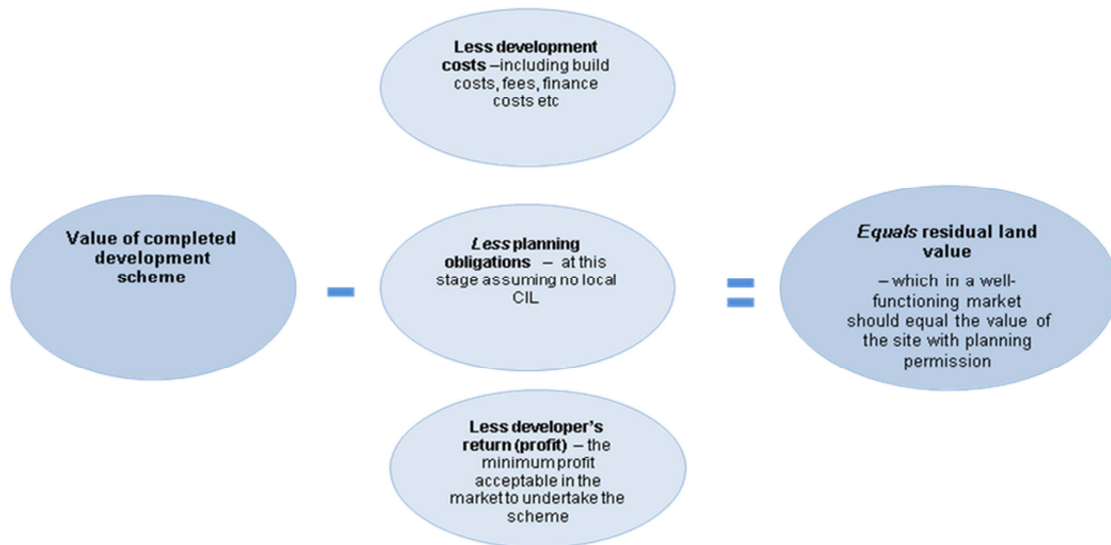 Less development
costs –including build
costs, fees, finance
costs etc
Value of completed
development
scheme
Less planning
obligations – at this
stage assuming no local
CIL
Equals residual land
value
– which in a well-
functioning market
should equal the value of
the site with planning
permission
Less developer's
return (profit) – the
minimum profit
acceptable in the
market to undertake the
scheme